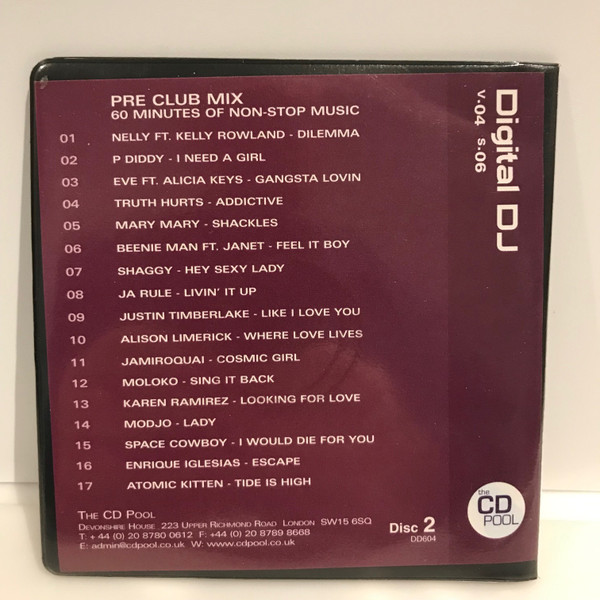 PRE CLUB MIX
60 MINUTES OF NON-STOP MUSIC
01 NELLY FT. KELLY ROWLAND - DILEMMA
02 P DIDDY - I NEED A GIRL
03 EVE FT. ALICIA KEYS - GANGSTA LOVIN
04 TRUTH HURTS - ADDICTIVE
05 MARY MARY - SHACKLES
06 BEENIE MAN FT. JANET - FEEL IT BOY
07 SHAGGY - HEY SEXY LADY
08 JA RULE - LIVIN' IT UP
09 JUSTIN TIMBERLAKE - LIKE I LOVE YOU
10 ALISON LIMERICK - WHERE LOVE LIVES
11 JAMIROQUAI - COSMIC GIRL
12 MOLOKO - SING IT BACK
13 KAREN RAMIREZ - LOOKING FOR LOVE
14 MODJO - LADY
15 SPACE COWBOY - I WOULD DIE FOR YOU
16 ENRIQUE IGLESIAS - ESCAPE
17 ATOMIC KITTEN - TIDE IS HIGH
THE CD POOL
DEVONSHIRE HOUSE 223 UPPER RICHMOND ROAD LONDON SW15 6SQ
T: + 44 (0) 20 8780 0612 F: +44 (0) 20 8789 8668
E: admin@cdpool.co.uk W: www.cdpool.co.uk
Disc 2
DD604
Digital DJ
v.04 s.06
the
CD
POOL